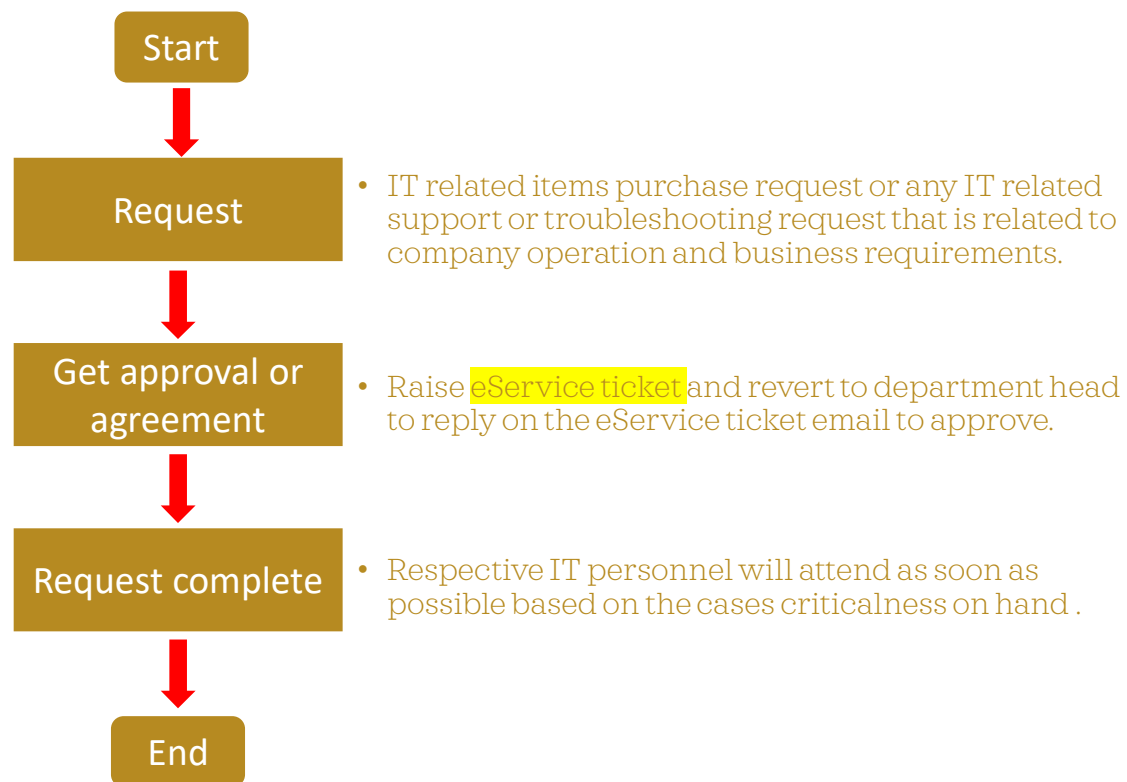 Start
Request
• IT related items purchase request or any IT related
support or troubleshooting request that is related to
company operation and business requirements.
Get approval or
agreement
• Raise eService ticket and revert to department head
to reply on the eService ticket email to approve.
Request complete
• Respective IT personnel will attend as soon as
possible based on the cases criticalness on hand .
End